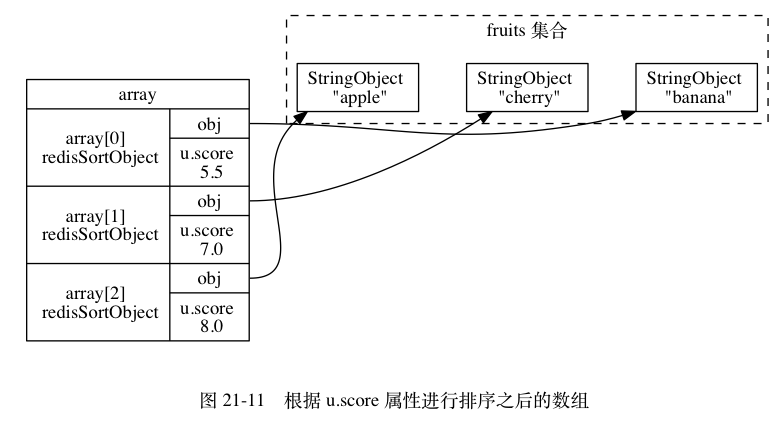 fruits 集合
StringObject
"apple"
StringObject
"cherry"
StringObject
"banana"
array
array[0]
redisSortObject
obj
u.score
5.5
array[1]
redisSortObject
obj
u.score
7.0
array[2]
redisSortObject
obj
u.score
8.0
图 21-11 根据 u.score 属性进行排序之后的数组